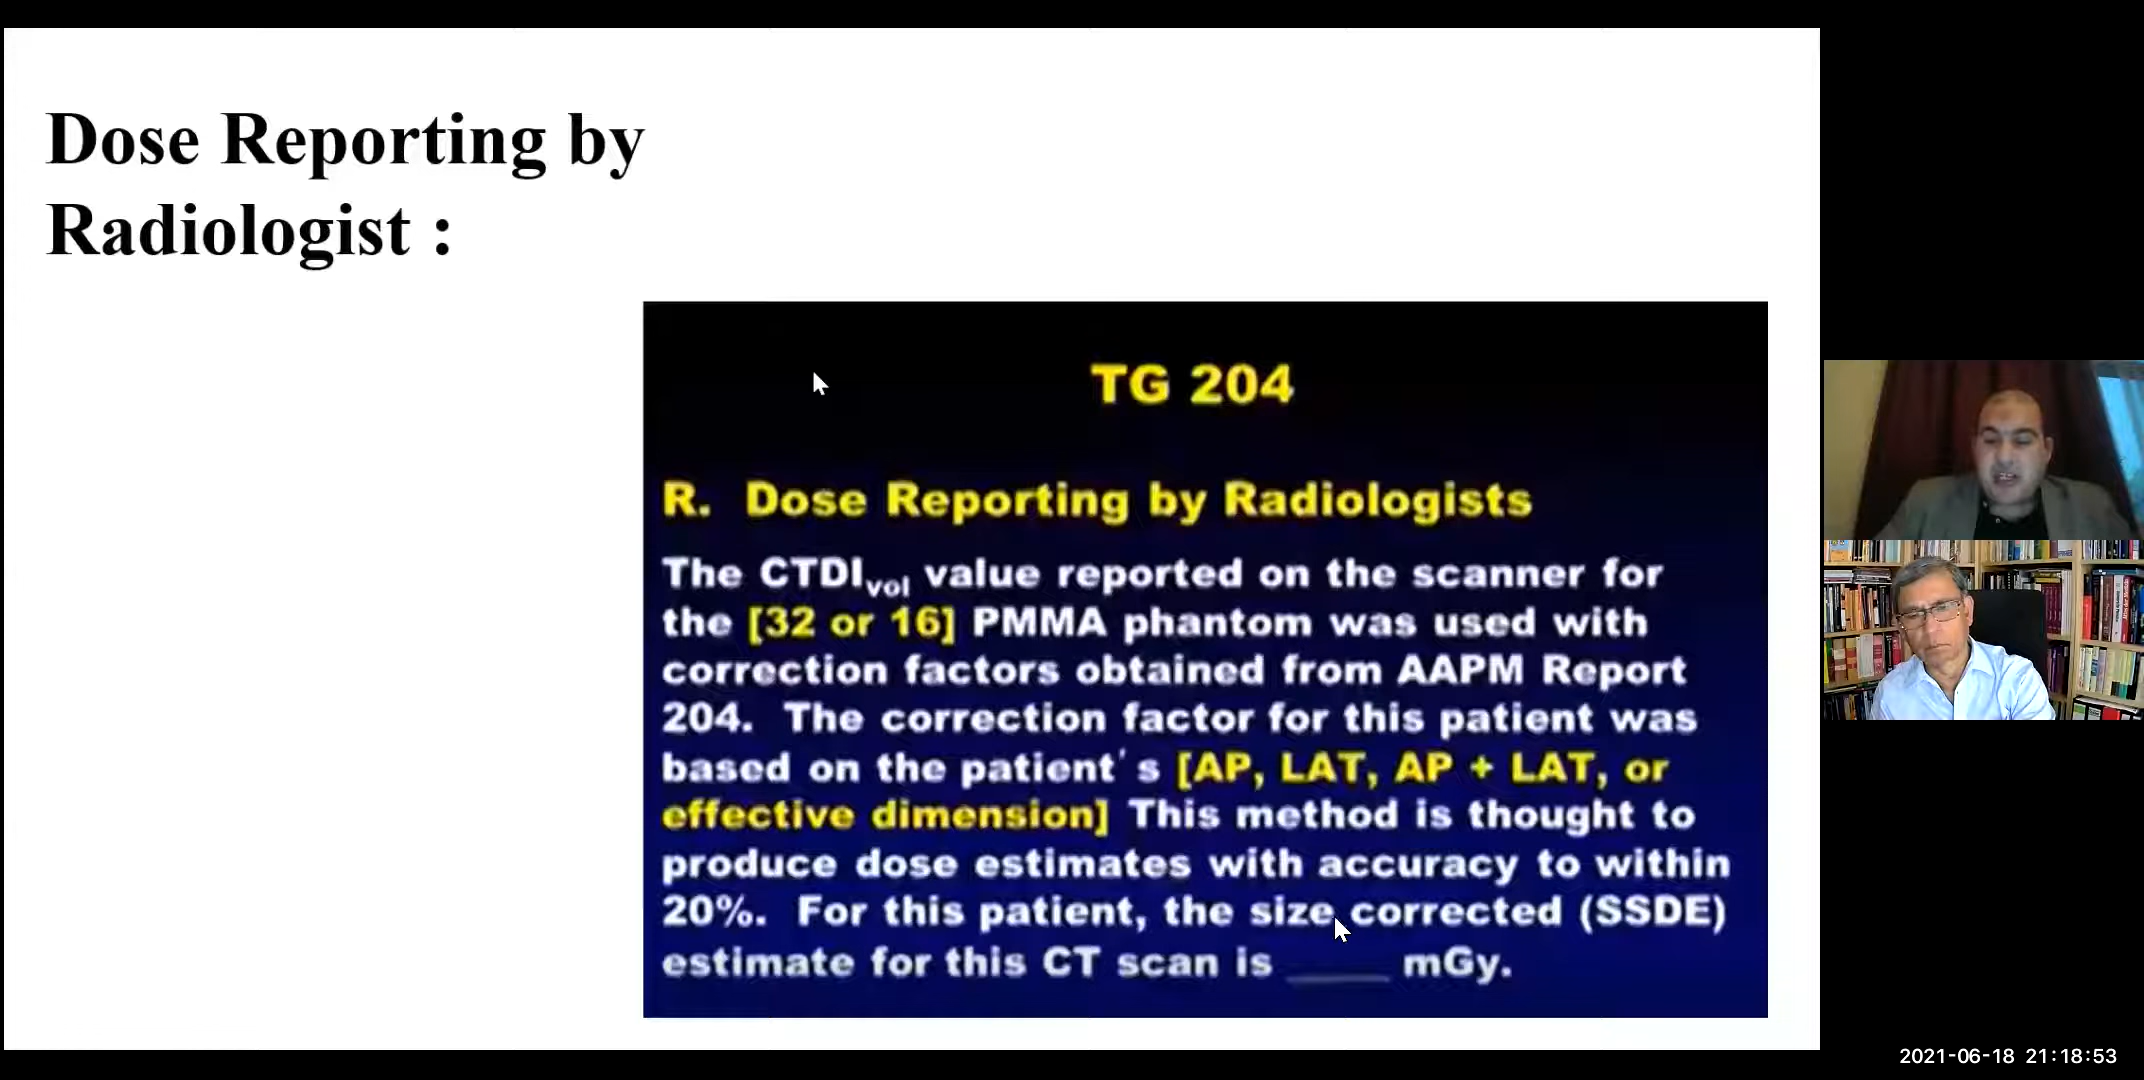 Dose Reporting by
Radiologist :
TG 204
R. Dose Reporting by Radiologists
The CTDIvol value reported on the scanner for
the [32 or 16] PMMA phantom was used with
correction factors obtained from AAPM Report
204. The correction factor for this patient was
based on the patient's [AP, LAT, AP + LAT, or
effective dimension] This method is thought to
produce dose estimates with accuracy to within
20%. For this patient, the size corrected (SSDE)
estimate for this CT scan is _____ mGy.
2021-06-18 21:18:53